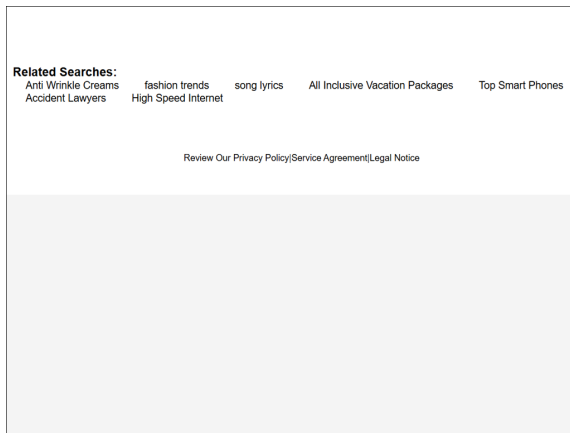 Related Searches:
Anti Wrinkle Creams fashion trends song lyrics All Inclusive Vacation Packages Top Smart Phones
Accident Lawyers High Speed Internet
Review Our Privacy Policy|Service Agreement|Legal Notice